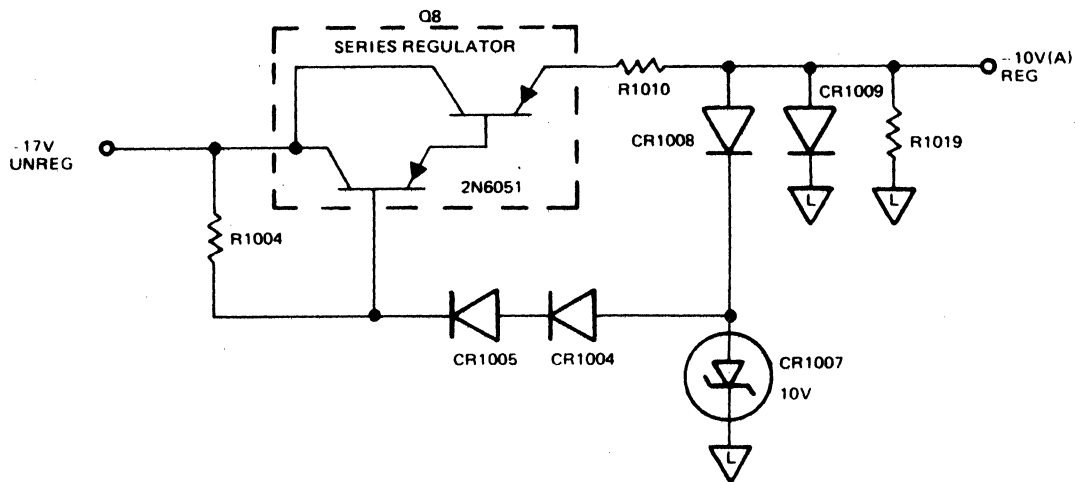 Q8
SERIES REGULATOR
2N6051
-17V
UNREG
R1004
R1010
-10V(A)
REG
CR1009
CR1008
R1019
L
L
CR1005
CR1004
CR1007
10V
L